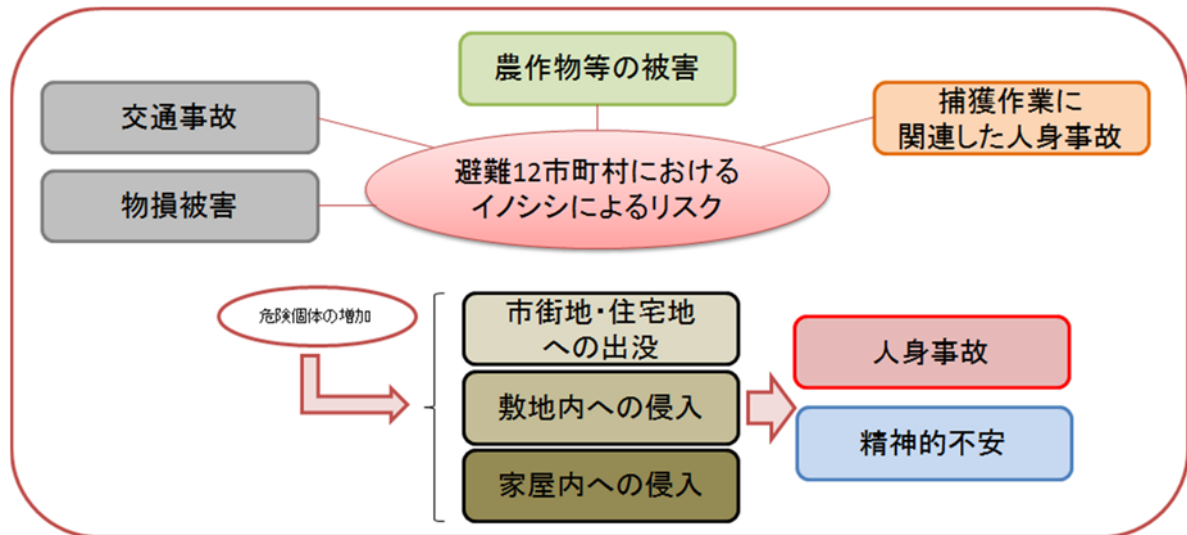 農作物等の被害
交通事故
捕獲作業に
関連した人身事故
避難12市町村における
イノシシによるリスク
物損被害
危険個体の増加
市街地・住宅地
への出没
人身事故
敷地内への侵入
精神的不安
家屋内への侵入